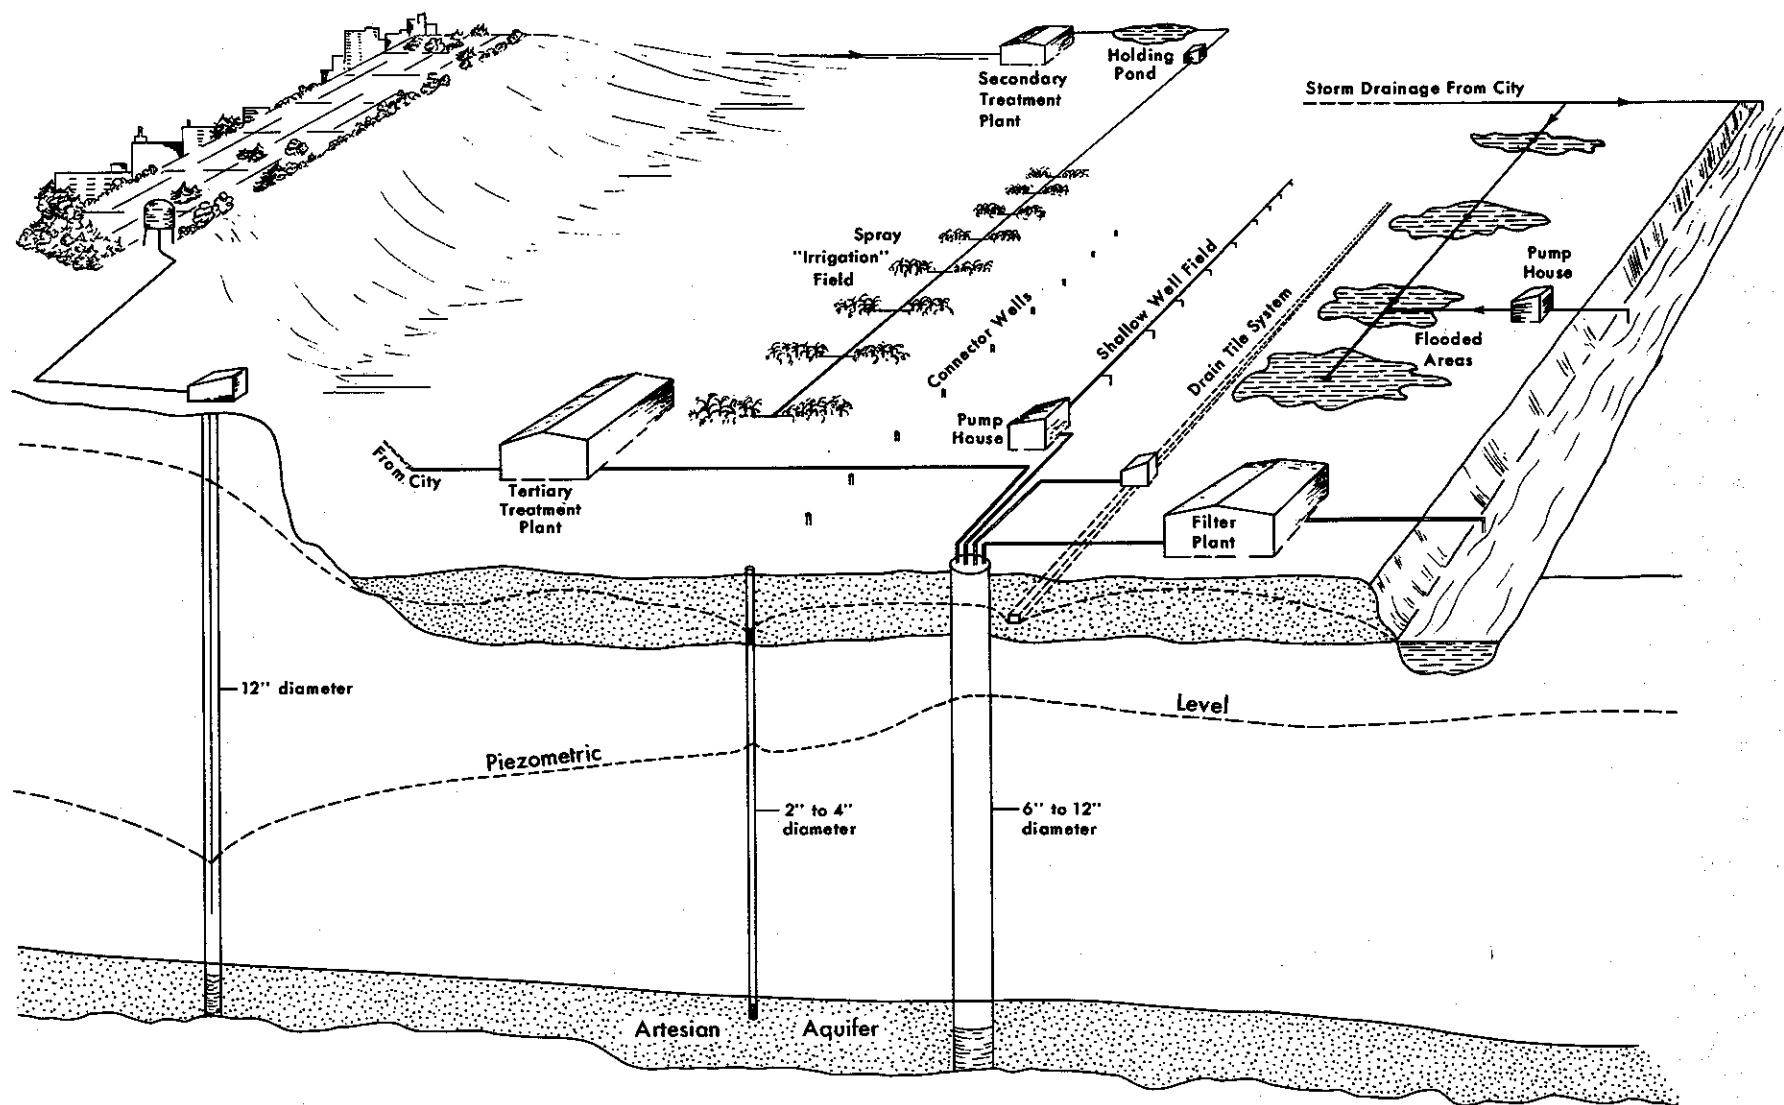 Secondary
Treatment
Plant
Holding
Pond
Storm Drainage From City
Spray
"Irrigation"
Field
Connector Wells
Shallow Well Field
Drain Tile System
Pump
House
Flooded
Areas
From City
Tertiary
Treatment
Plant
Pump
House
Filter
Plant
12" diameter
Piezometric
Level
2" to 4"
diameter
6" to 12"
diameter
Artesian
Aquifer